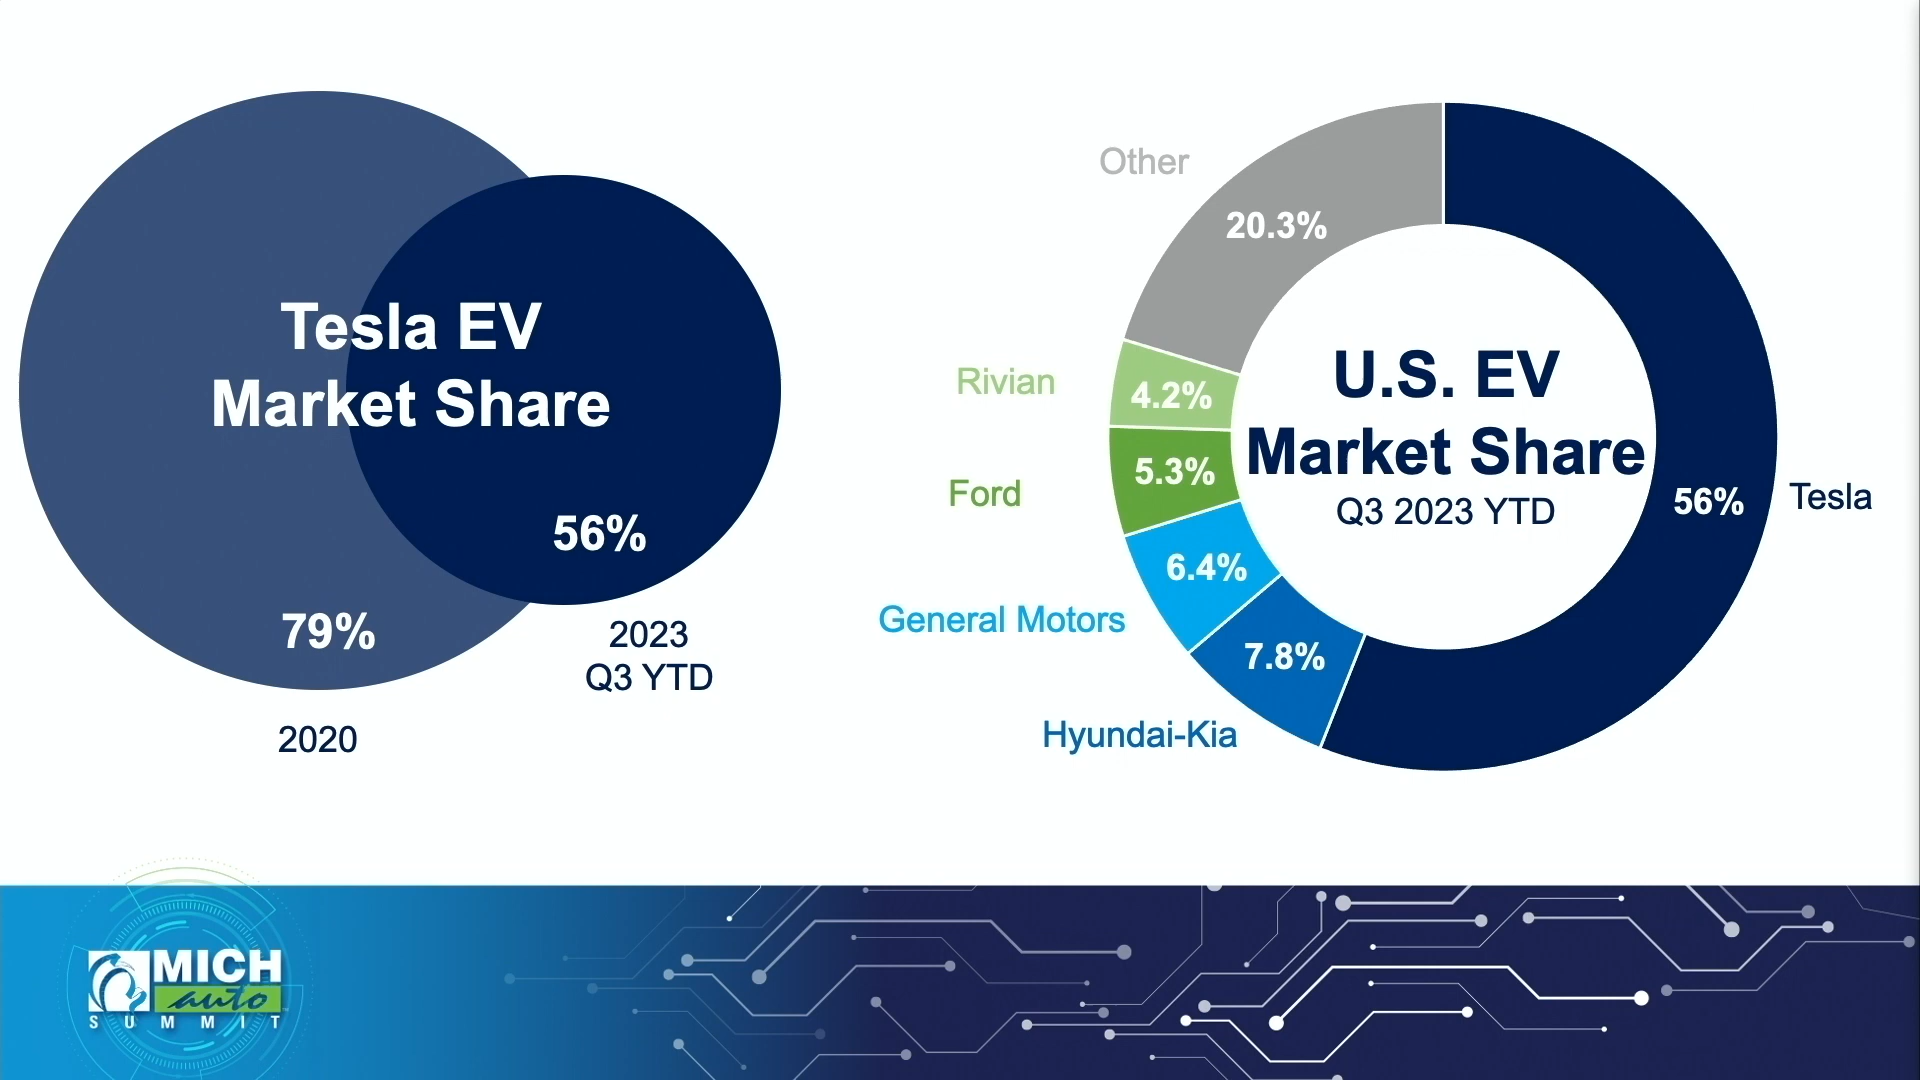 Tesla EV
Market Share
56%
79%
2023
Q3 YTD
2020
Other
20.3%
Rivian
4.2%
Ford
5.3%
General Motors
6.4%
Hyundai-Kia
7.8%
U.S. EV
Market Share
Q3 2023 YTD
56%
Tesla
MICH
auto
SUMMIT